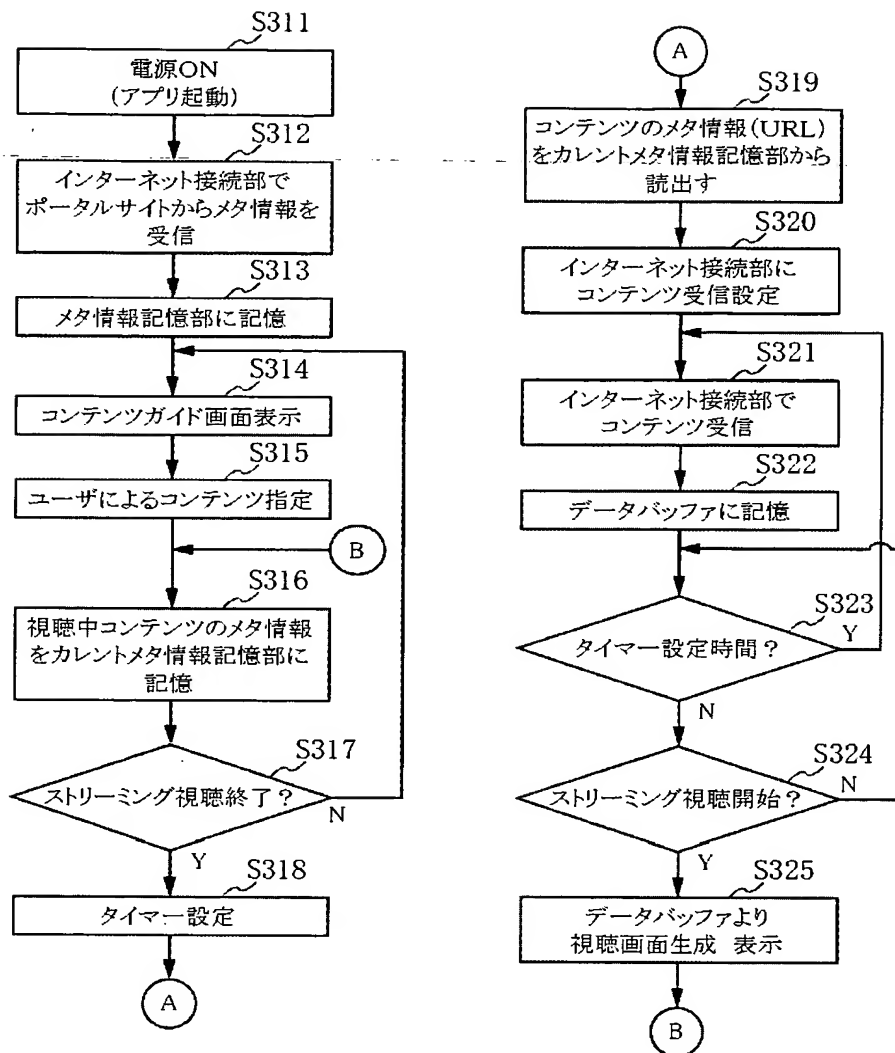 S311
電源ON
(アプリ起動)
S312
インターネット接続部で
ポータルサイトからメタ情報を
受信
S313
メタ情報記憶部に記憶
S314
コンテンツガイド画面表示
S315
ユーザによるコンテンツ指定
B
S316
視聴中コンテンツのメタ情報
をカレントメタ情報記憶部に
記憶
S317
ストリーミング視聴終了?
N
Y
S318
タイマー設定
A
A
S319
コンテンツのメタ情報(URL)
をカレントメタ情報記憶部から
読出す
S320
インターネット接続部に
コンテンツ受信設定
S321
インターネット接続部で
コンテンツ受信
S322
データバッファに記憶
S323
タイマー設定時間?
Y
N
S324
ストリーミング視聴開始?
N
Y
S325
データバッファより
視聴画面生成 表示
B